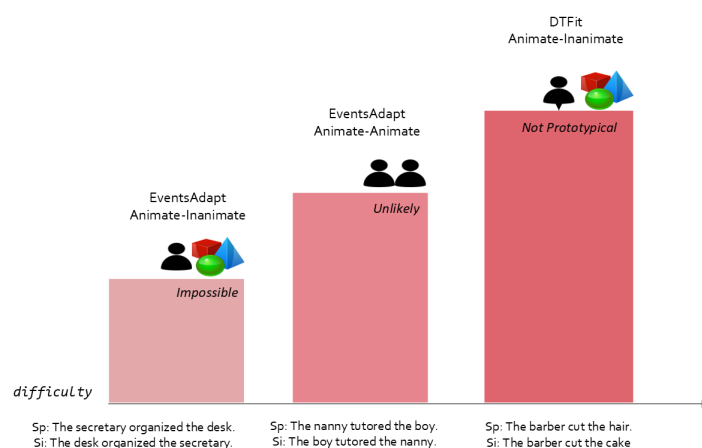 DTFit
Animate-Inanimate
Not Prototypical
EventsAdapt
Animate-Animate
Unlikely
EventsAdapt
Animate-Inanimate
Impossible
difficulty
Sp: The secretary organized the desk.
Si: The desk organized the secretary.
Sp: The nanny tutored the boy.
Si: The boy tutored the nanny.
Sp: The barber cut the hair.
Si: The barber cut the cake